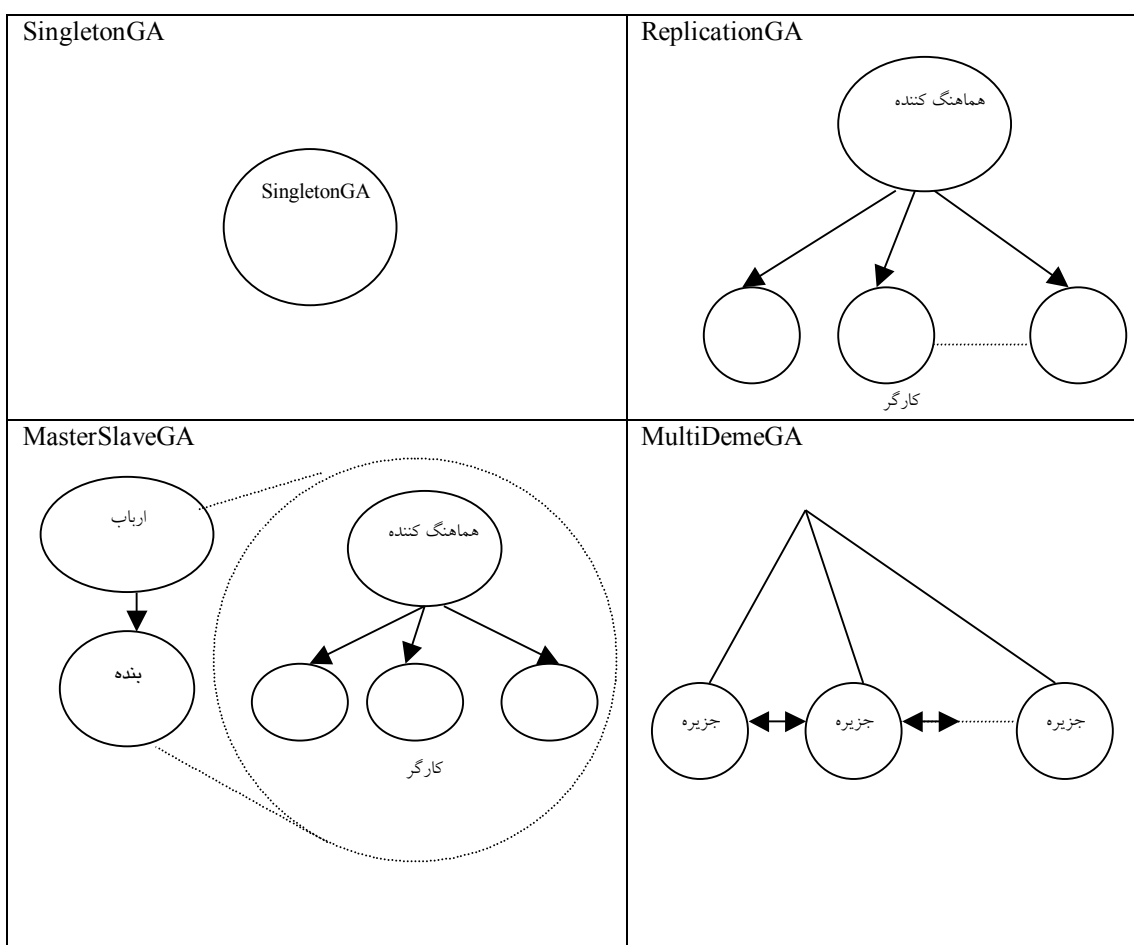 SingletonGA
SingletonGA
ReplicationGA
هماهنگ کننده
کارگر
MasterSlaveGA
ارباب
بنده
هماهنگ کننده
کارگر
MultiDemeGA
جزیره
جزیره
جزیره